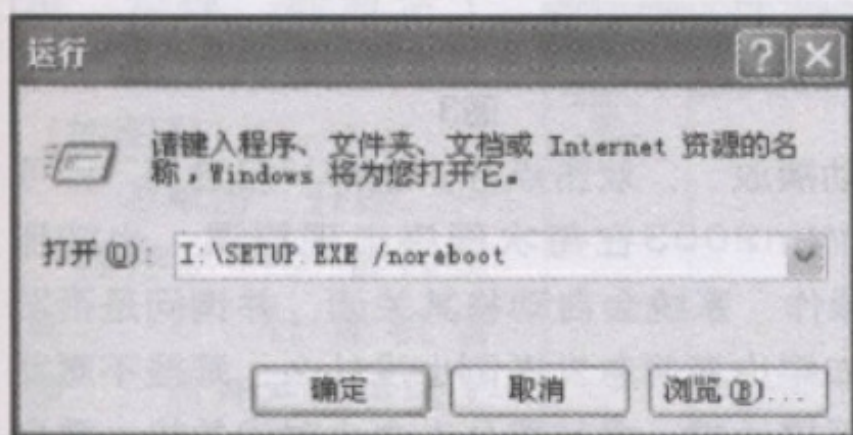 运行
请键入程序、文件夹、文档或 Internet 资源的名
称，Windows 将为您打开它。
打开(O): I:\SETUP.EXE /noreboot
确定 取消 浏览(B)...